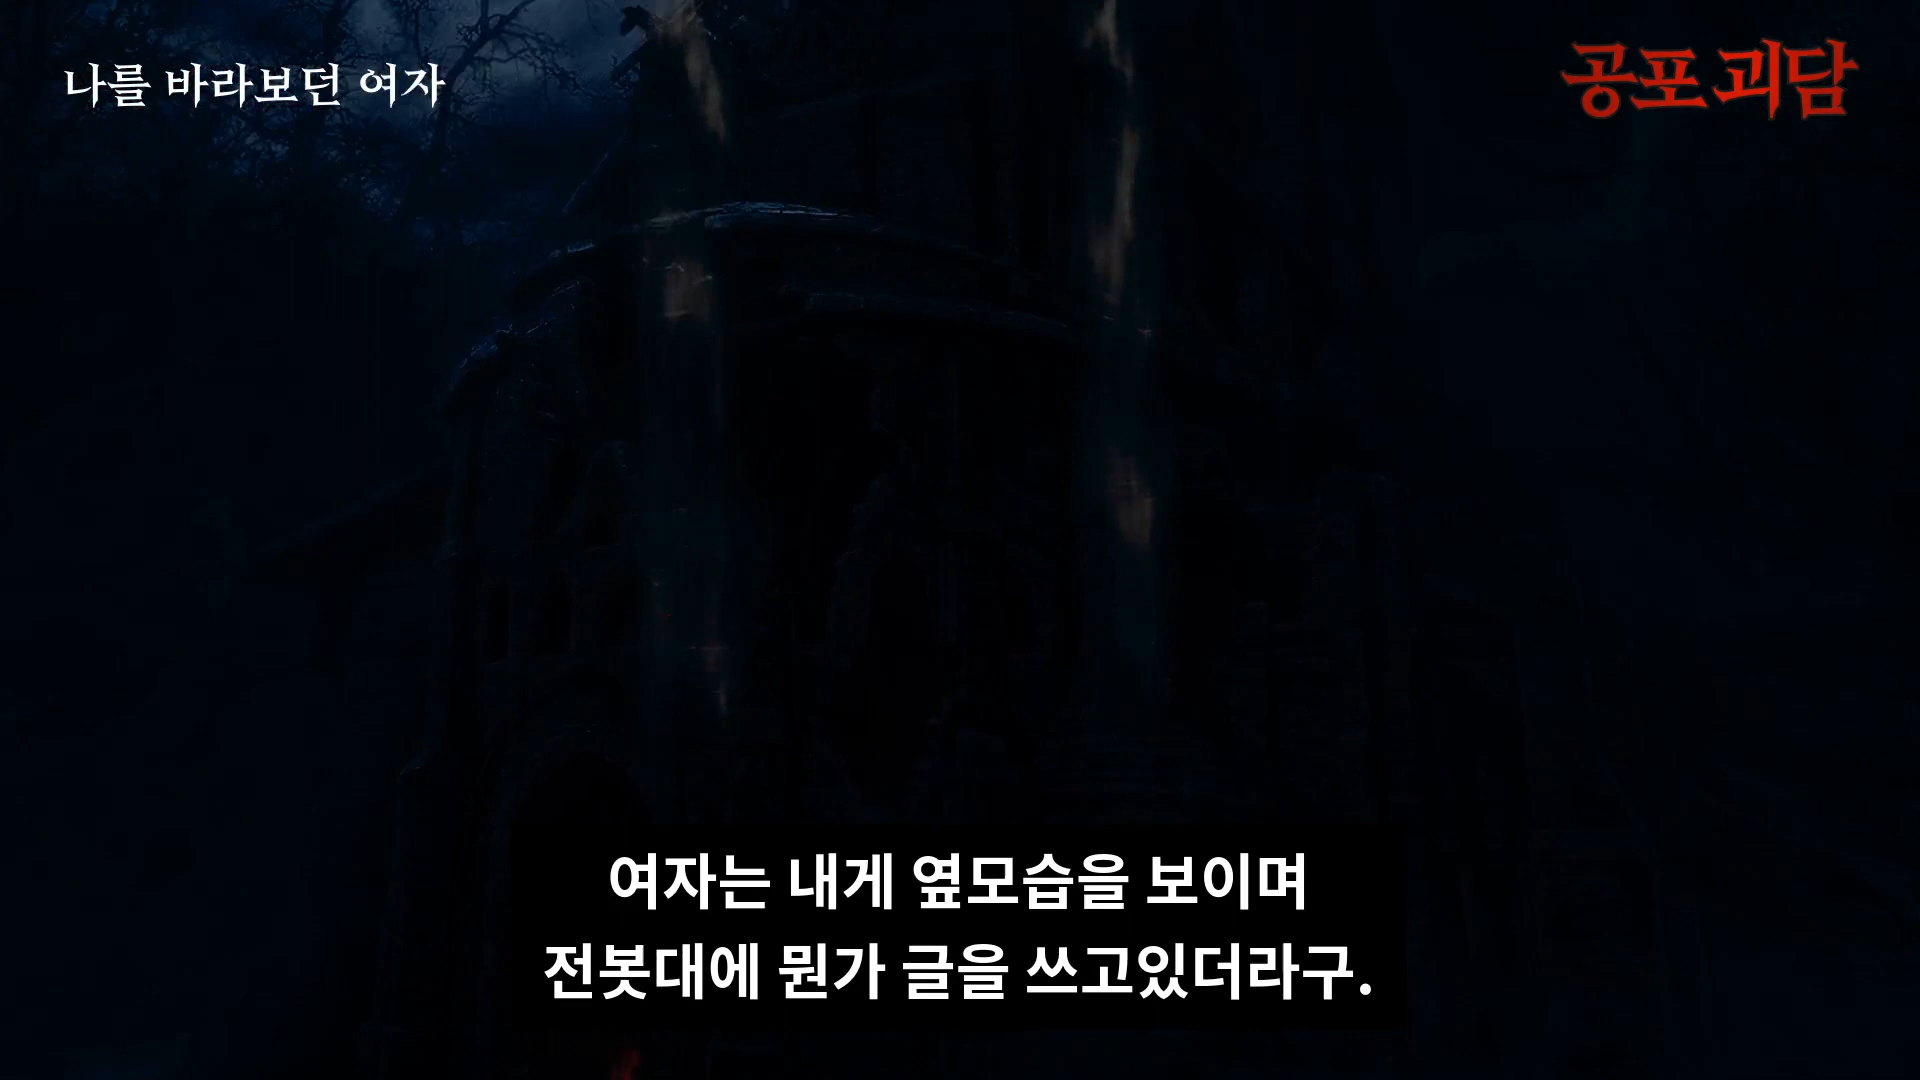 나를 바라보던 여자
공포 괴담
여자는 내게 옆모습을 보이며
전봇대에 뭔가 글을 쓰고있더라구.